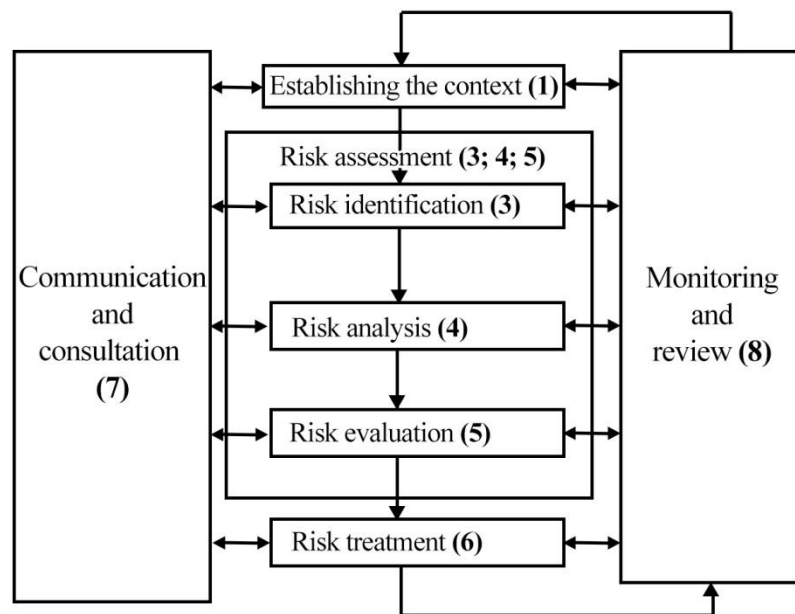 Establishing the context (1)
Risk assessment (3; 4; 5)
Risk identification (3)
Communication
and
consultation
(7)
Risk analysis (4)
Monitoring
and
review (8)
Risk evaluation (5)
Risk treatment (6)